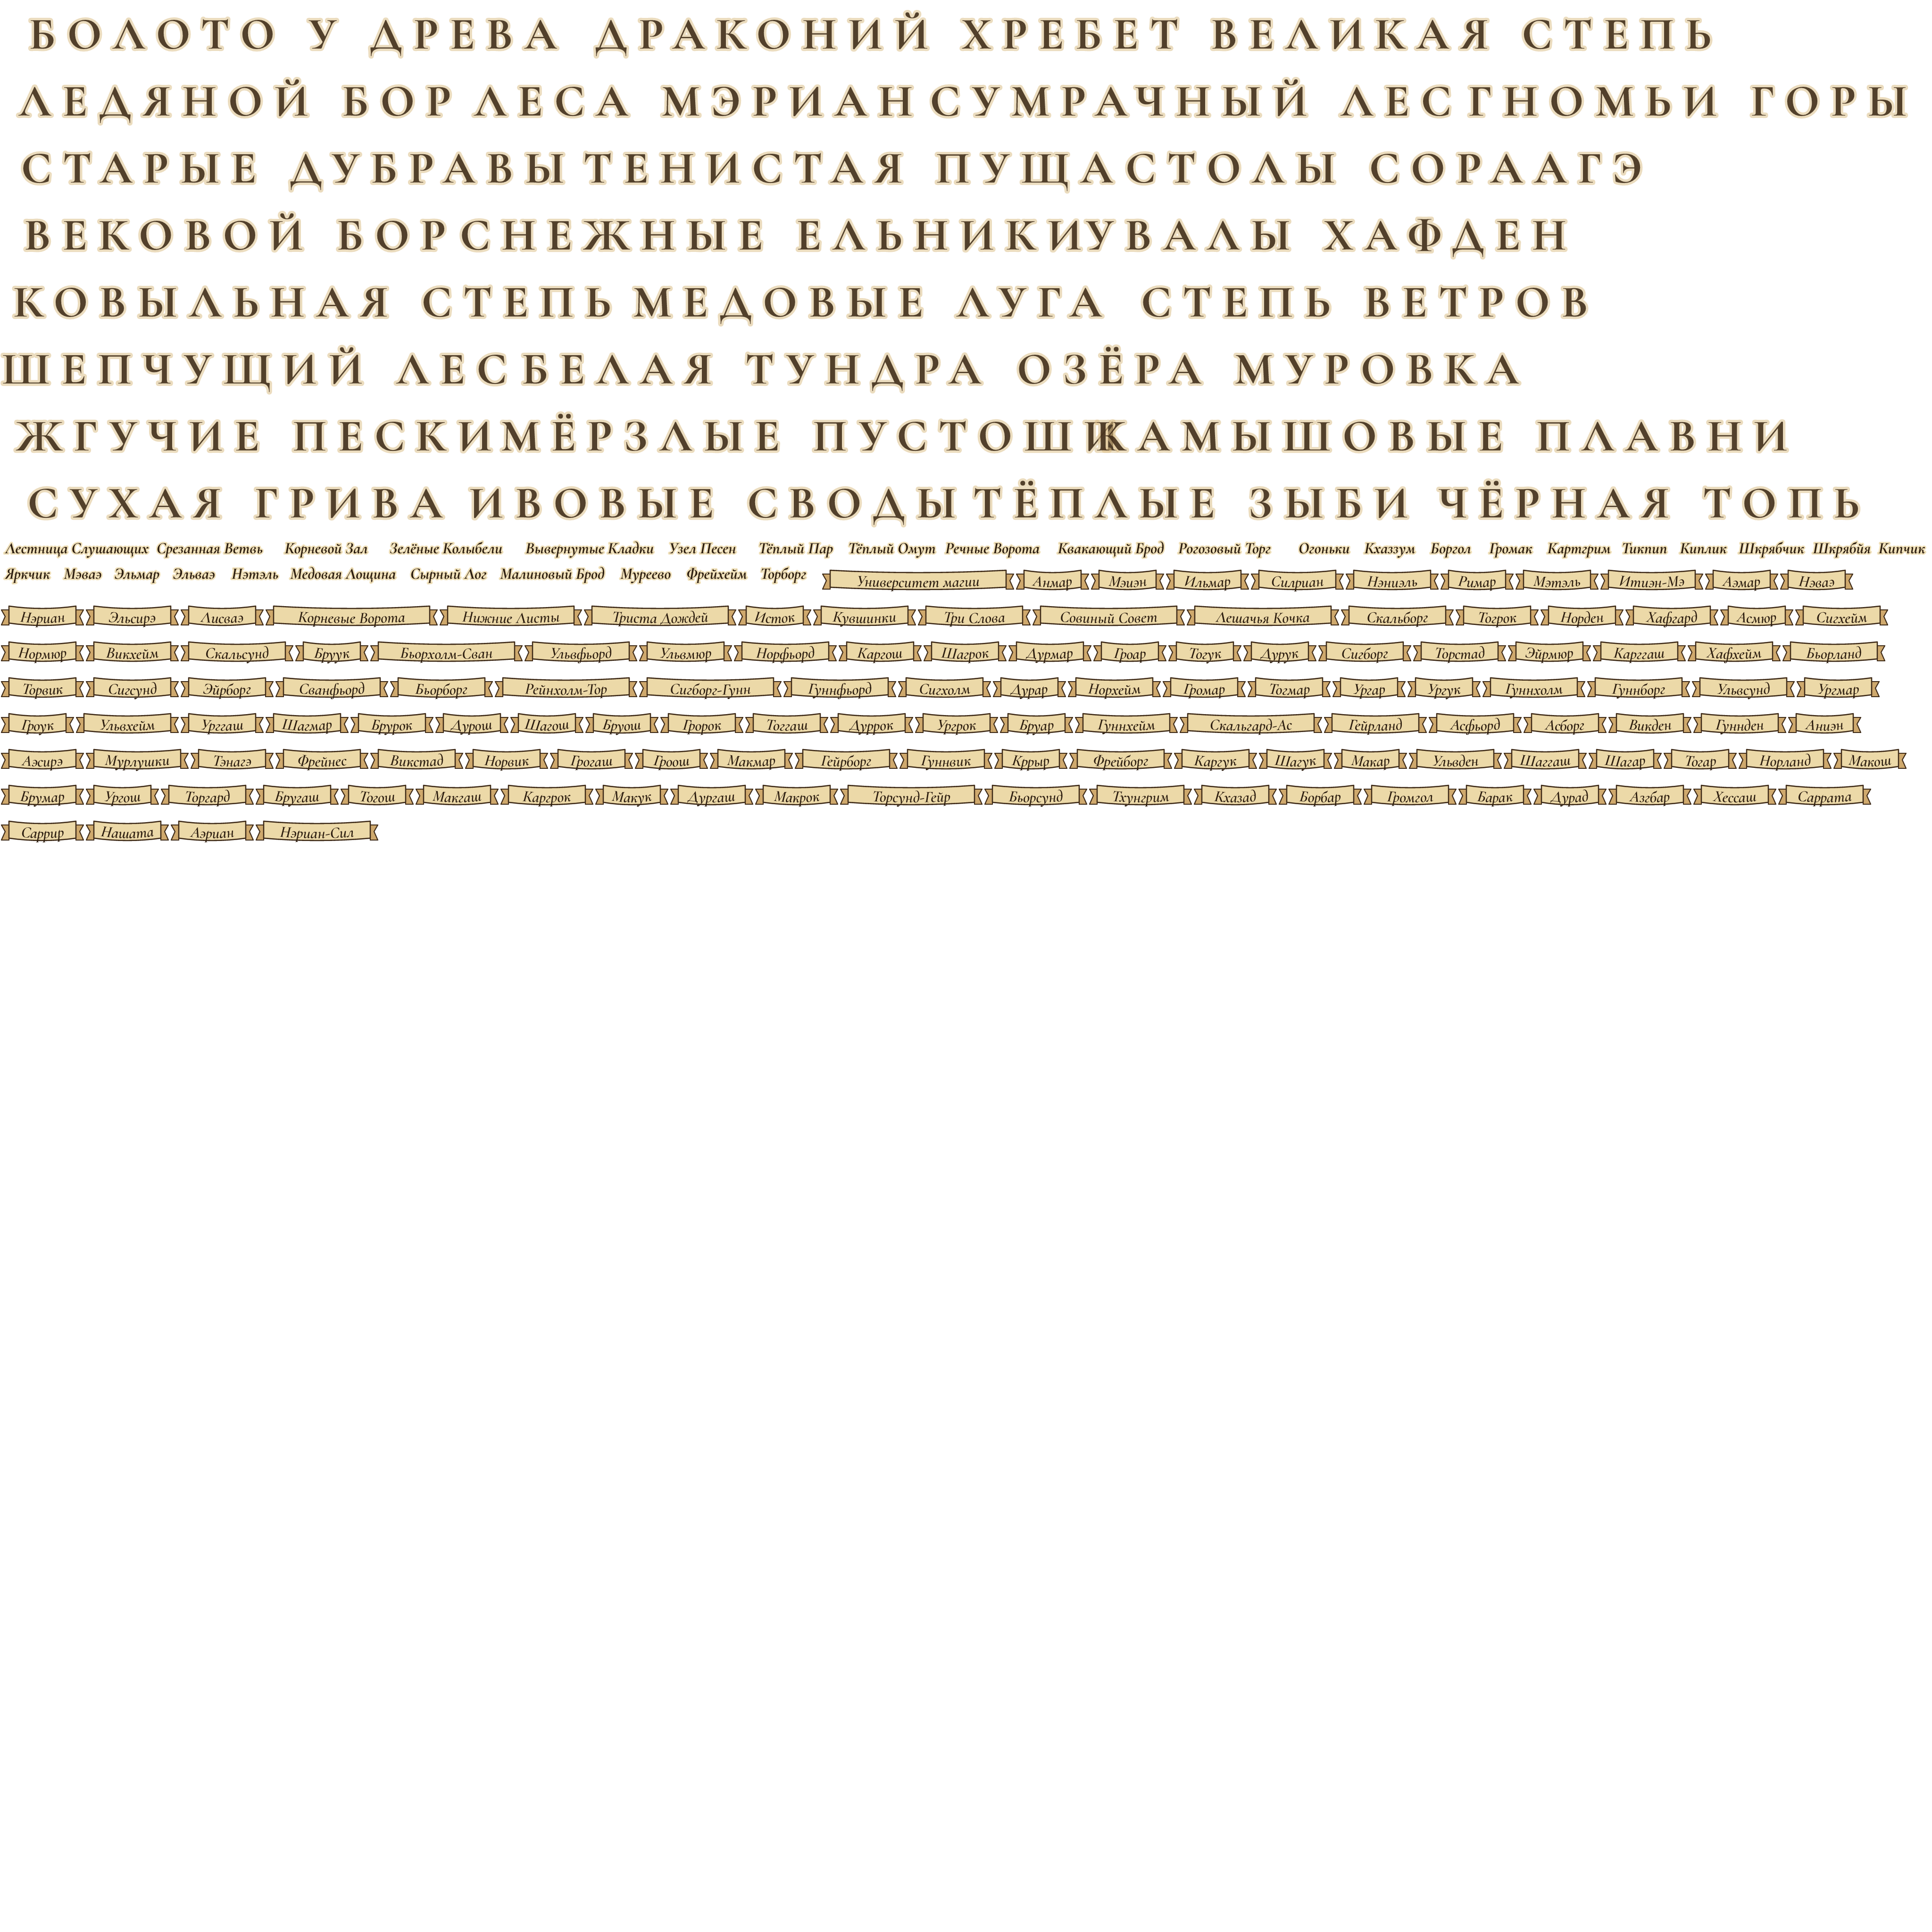 БОЛОТО У ДРЕВА ДРАКОНИЙ ХРЕБЕТ ВЕЛИКАЯ СТЕПЬ
ЛЕДЯНОЙ БОР ЛЕСА МЭРИАН СУМРАЧНЫЙ ЛЕС ГНОМЬИ ГОРЫ
СТАРЫЕ ДУБРАВЫ ТЕНИСТАЯ ПУЩА СТОЛЫ СОРААГЭ
ВЕКОВОЙ БОР СНЕЖНЫЕ ЕЛЬНИКИ УВАЛЫ ХАФДЕН
КОВЫЛЬНАЯ СТЕПЬ МЕДОВЫЕ ЛУГА СТЕПЬ ВЕТРОВ
ШЕПЧУЩИЙ ЛЕС БЕЛАЯ ТУНДРА ОЗЁРА МУРОВКА
ЖГУЧИЕ ПЕСКИ МЁРЗЛЫЕ ПУСТОШИ КАМЫШОВЫЕ ПЛАВНИ
СУХАЯ ГРИВА ИВОВЫЕ СВОДЫ ТЁПЛЫЕ ЗЫБИ ЧЁРНАЯ ТОПЬ
Лестница Слушающих Срезанная Ветвь Корневой Зал Зелёные Колыбели Вывернутые Кладки Узел Песен Тёплый Пар Тёплый Омут Речные Ворота Квакающий Брод Рогозовый Торг Огоньки Кхаззум Боргол Громак Картгрим Тикпип Киплик Шкрябчик Шкрябйя Кипчик
Яркчик Мэваэ Эльмар Эльваэ Нэтэль Медовая Лощина Сырный Лог Малиновый Брод Муреево Фрейхейм Торборг Университет магии Анмар Мэиэн Ильмар Силриан Нэниэль Римар Мэтэль Итиэн-Мэ Аэмар Нэваэ
Нэриан Эльсирэ Лисваэ Корневые Ворота Нижние Листы Триста Дождей Исток Кувшинки Три Слова Совиный Совет Лешачья Кочка Скальборг Тогрок Норден Хафгард Асмюр Сигхейм
Нормюр Викхейм Скальсунд Бруук Бьорхолм-Сван Ульвфьорд Ульвмюр Норфьорд Каргош Шагрок Дурмар Гроар Тогук Дурук Сигборг Торстад Эйрмюр Карггаш Хафхейм Бьорланд
Торвик Сигсунд Эйрборг Сванфьорд Бьорборг Рейнхолм-Тор Сигборг-Гунн Гуннфьорд Сигхолм Дурар Норхейм Громар Тогмар Ургар Ургук Гуннхолм Гуннборг Ульвсунд Ургмар
Гроук Ульвхейм Урггаш Шагмар Брурок Дурош Шагош Бруош Гророк Тоггаш Дуррок Ургрок Бруар Гуннхейм Скальгард-Ас Гейрланд Асфьорд Асборг Викден Гуннден Аниэн
Аэсирэ Мурлушки Тэнагэ Фрейнес Викстад Норвик Грогаш Гроош Макмар Гейрборг Гуннвик Кррыр Фрейборг Каргук Шагук Макар Ульвден Шаггаш Шагар Тогар Норланд Макош
Брумар Ургош Торгард Бругаш Тогош Макгаш Каргрок Макук Дургаш Макрок Торсунд-Гейр Бьорсунд Тхунгрим Кхазад Борбар Громгол Барак Дурад Азгбар Хессаш Саррата
Саррир Нашата Аэриан Нэриан-Сил